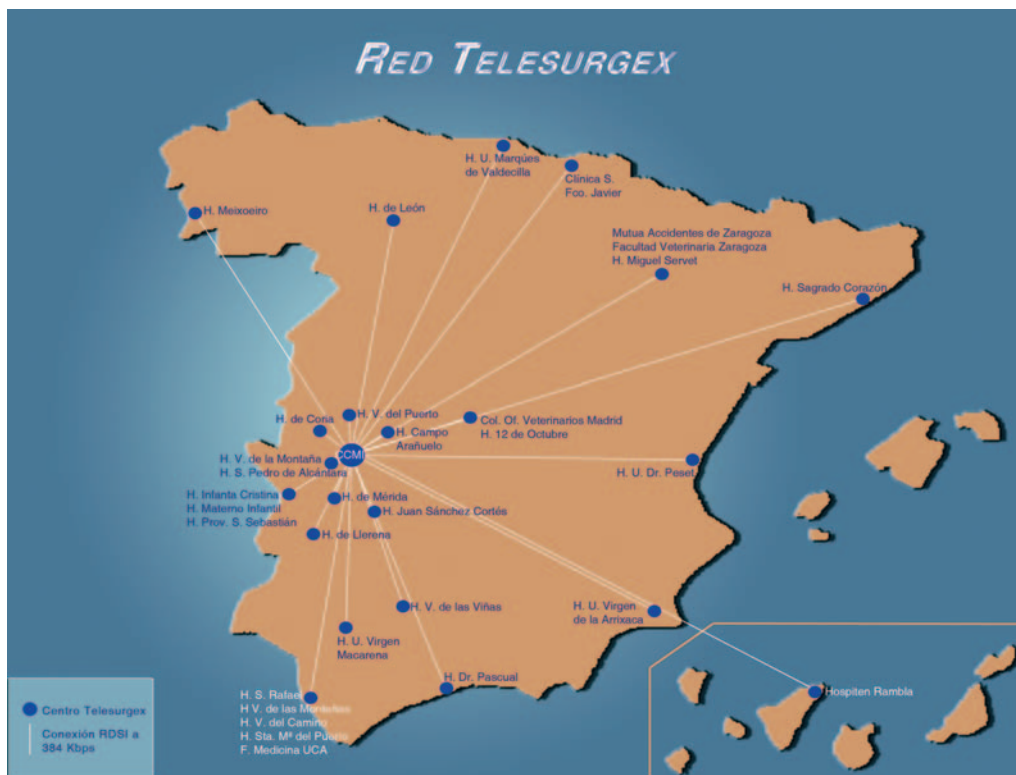 RED TELESURGEX
H. U. Marqúes
de Valdecilla
Clínica S.
Fco. Javier
H. Meixoeiro
H. de León
Mutua Accidentes de Zaragoza
Facultad Veterinaria Zaragoza
H. Miguel Servet
H. Sagrado Corazón
H. V. del Puerto
H. de Coria
H. Campo
Arañuelo
Col. Of. Veterinarios Madrid
H. 12 de Octubre
CCMI
H. V. de la Montaña
H. S. Pedro de Alcántara
H. U. Dr. Peset
H. Infanta Cristina
H. Materno Infantil
H. Prov. S. Sebastián
H. de Mérida
H. Juan Sánchez Cortés
H. de Llerena
H. V. de las Viñas
H. U. Virgen
de la Arrixaca
H. U. Virgen
Macarena
H. Dr. Pascual
Hospiten Rambla
H. S. Rafael
H V. de las Montañas
H. V. del Camino
H. Sta. Mª del Puerto
F. Medicina UCA
Centro Telesurgex
Conexión RDSI a
384 Kbps